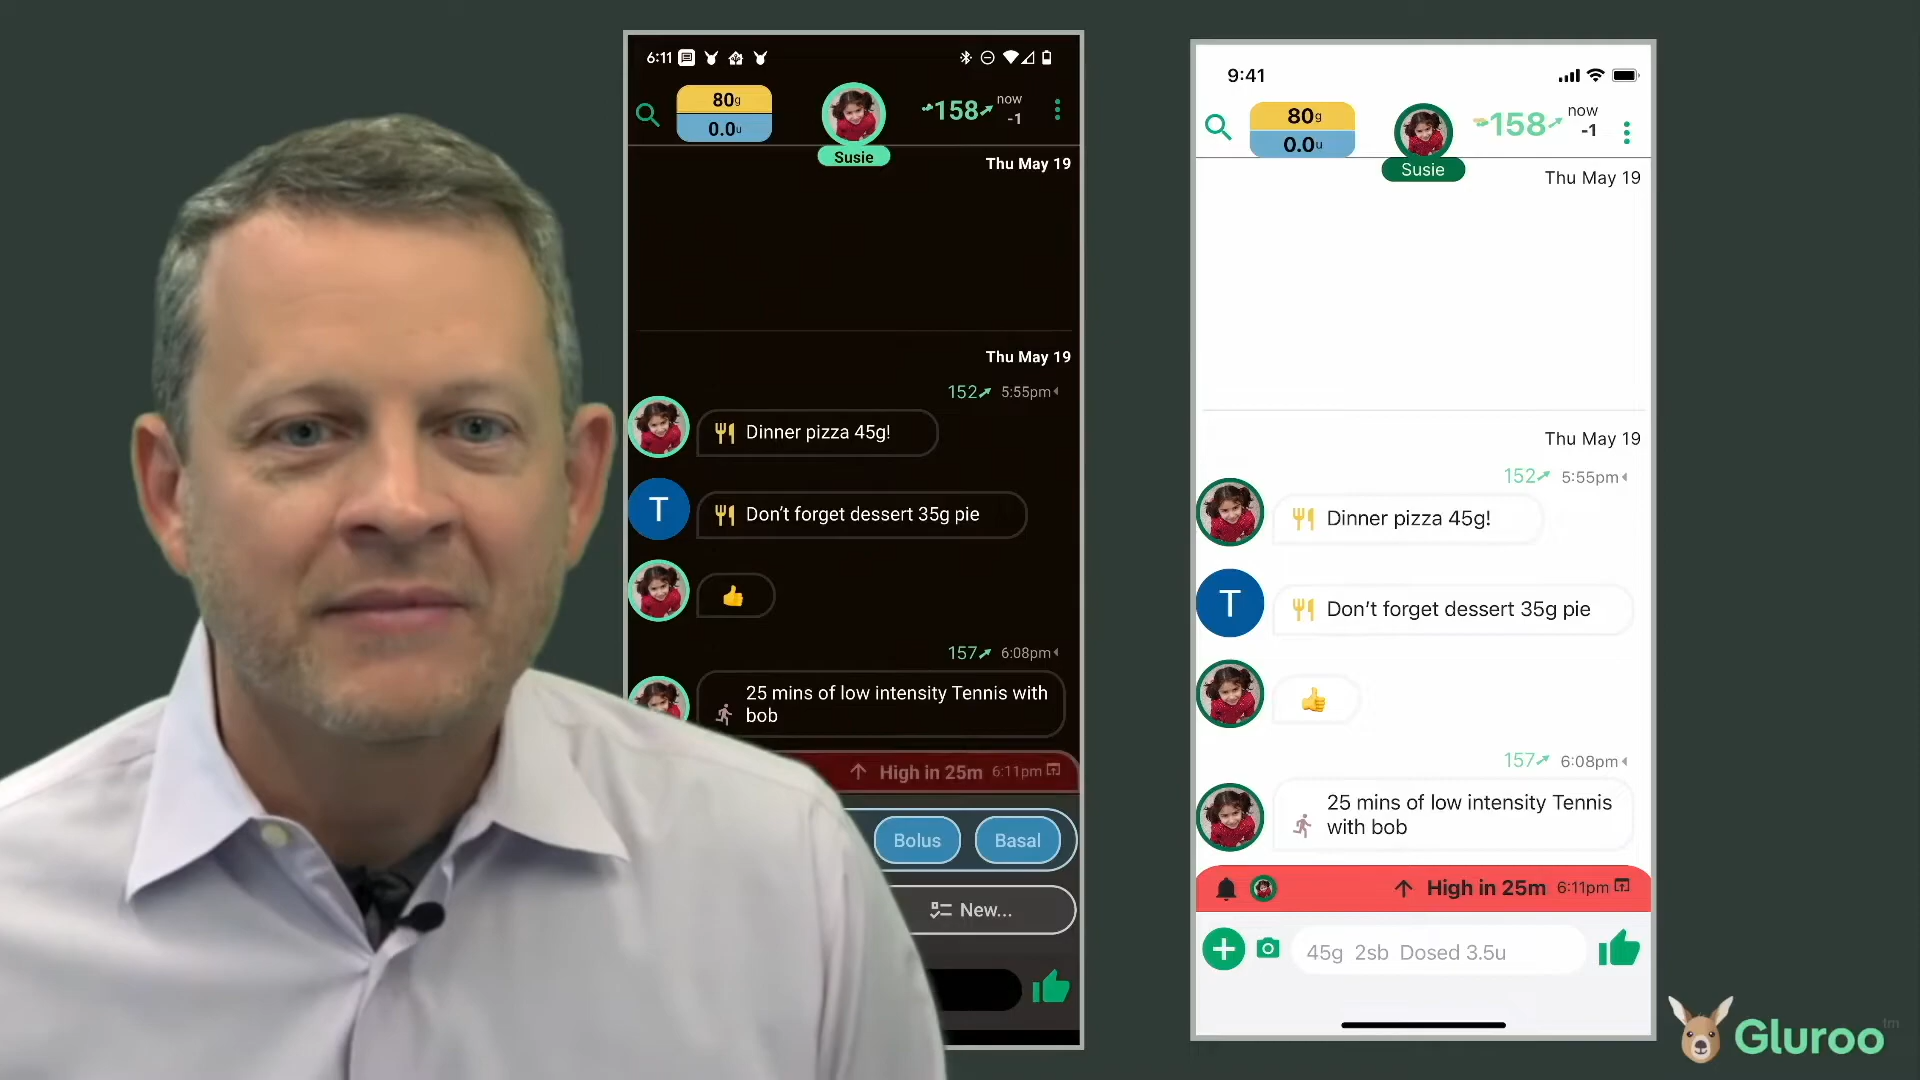 6:11
80g
0.0u
158
now
-1
Susie
Thu May 19
Thu May 19
152 5:55pm
Dinner pizza 45g!
T
Don't forget dessert 35g pie
157 6:08pm
25 mins of low intensity Tennis with
bob
High in 25m 6:11pm
Bolus Basal
New...
9:41
80g
0.0u
158
now
-1
Susie
Thu May 19
Thu May 19
152 5:55pm
Dinner pizza 45g!
T
Don't forget dessert 35g pie
157 6:08pm
25 mins of low intensity Tennis
with bob
High in 25m 6:11pm
45g 2sb Dosed 3.5u
Gluroo tm